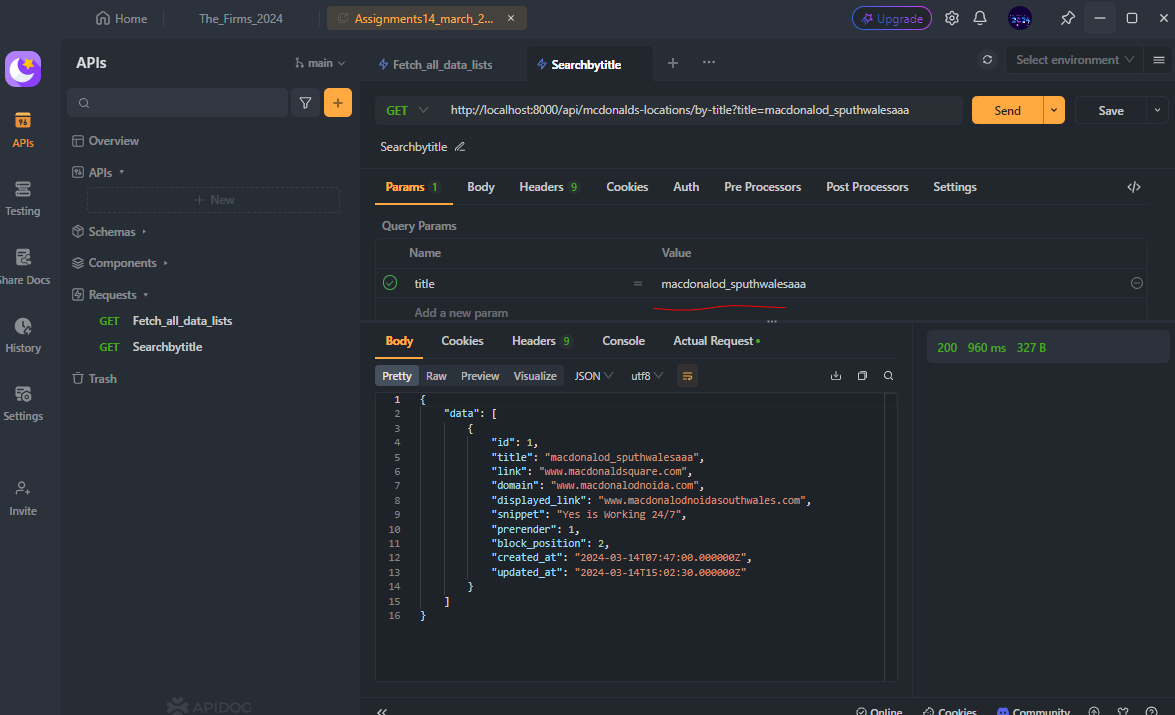 Home
The_Firms_2024
Assignments14_march_2...
Upgrade
APIs
main
Fetch_all_data_lists
Searchbytitle
Select environment
APIs
Testing
Share Docs
History
Settings
Invite
Overview
APIs
New
Schemas
Components
Requests
GET Fetch_all_data_lists
GET Searchbytitle
Trash
APIDOG
GET http://localhost:8000/api/mcdonalds-locations/by-title?title=macdonalod_sputhwalesaaa
Send
Save
Searchbytitle
Params 1 Body Headers 9 Cookies Auth Pre Processors Post Processors Settings
Query Params
Name Value
title = macdonalod_sputhwalesaaa
Add a new param
Body Cookies Headers 9 Console Actual Request
200 960 ms 327 B
Pretty Raw Preview Visualize JSON utf8
1 {
2 "data": [
3 {
4 "id": 1,
5 "title": "macdonalod_sputhwalesaaa",
6 "link": "www.macdonaldsquare.com",
7 "domain": "www.macdonalodnoida.com",
8 "displayed_link": "www.macdonalodnoidasouthwales.com",
9 "snippet": "Yes is Working 24/7",
10 "prerender": 1,
11 "block_position": 2,
12 "created_at": "2024-03-14T07:47:00.000000Z",
13 "updated_at": "2024-03-14T15:02:30.000000Z"
14 }
15 ]
16 }
Online
Cookies
Community